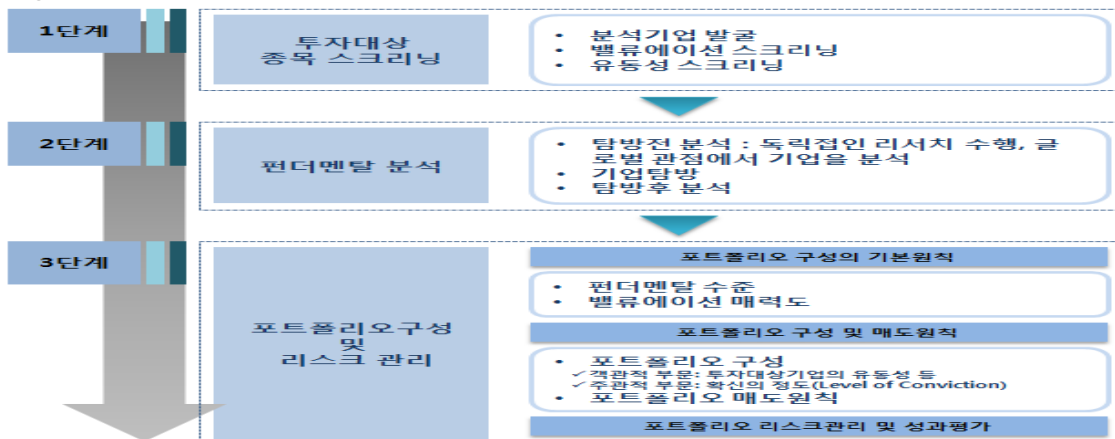 1단계
투자대상
종목 스크리닝
• 분석기업 발굴
• 밸류에이션 스크리닝
• 유동성 스크리닝
2단계
펀더멘탈 분석
• 탐방전 분석 : 독립접인 리서치 수행, 글
로벌 관점에서 기업을 분석
• 기업탐방
• 탐방후 분석
3단계
포트폴리오구성
및
리스크 관리
포트폴리오 구성의 기본원칙
• 펀더멘탈 수준
• 밸류에이션 매력도
포트폴리오 구성 및 매도원칙
• 포트폴리오 구성
✓객관적 부문: 투자대상기업의 유동성 등
✓주관적 부문: 확신의 정도(Level of Conviction)
• 포트폴리오 매도원칙
포트폴리오 리스크관리 및 성과평가